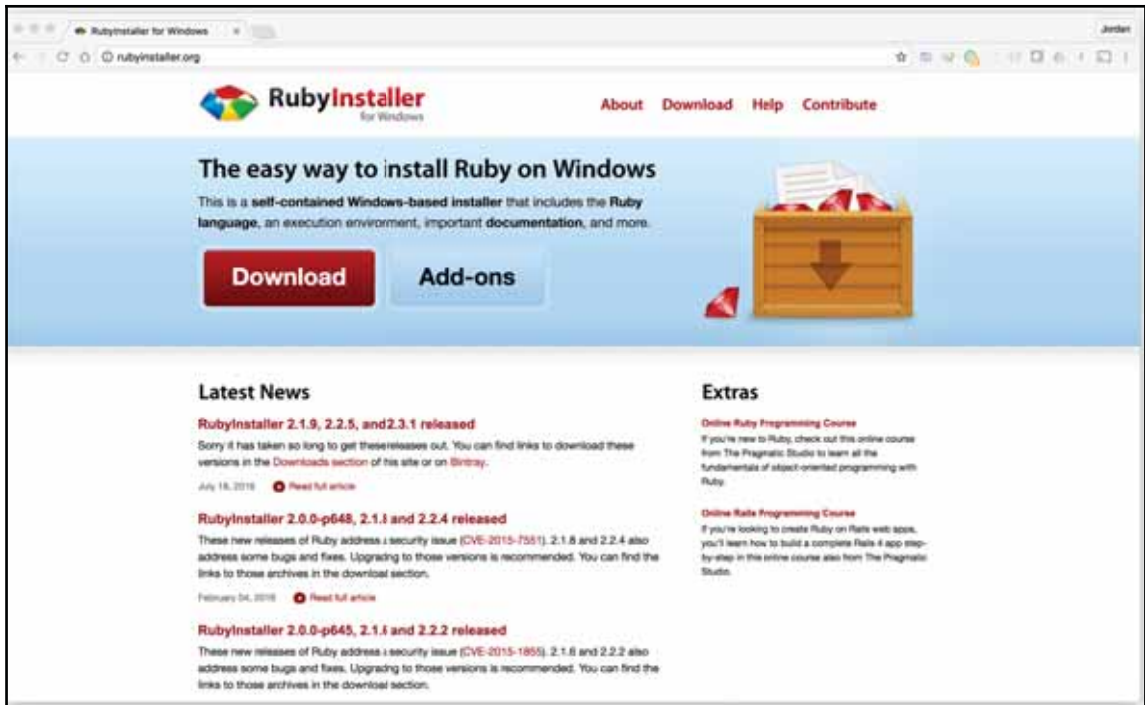 RubyInstaller for Windows
Jordan
rubyinstaller.org
RubyInstaller
for Windows
About Download Help Contribute
The easy way to install Ruby on Windows
This is a self-contained Windows-based installer that includes the Ruby
language, an execution environment, important documentation, and more.
Download
Add-ons
Latest News
RubyInstaller 2.1.9, 2.2.5, and 2.3.1 released
Sorry it has taken so long to get these releases out. You can find links to download these
versions in the Downloads section of his site or on Bintray.
July 18, 2016 Read full article
RubyInstaller 2.0.0-p648, 2.1.8 and 2.2.4 released
These new releases of Ruby address a security issue (CVE-2015-7551). 2.1.8 and 2.2.4 also
address some bugs and fixes. Upgrading to those versions is recommended. You can find the
links to those archives in the download section.
February 04, 2016 Read full article
RubyInstaller 2.0.0-p645, 2.1.6 and 2.2.2 released
These new releases of Ruby address a security issue (CVE-2015-1855). 2.1.6 and 2.2.2 also
address some bugs and fixes. Upgrading to those versions is recommended. You can find the
links to those archives in the download section.
Extras
Online Ruby Programming Course
If you're new to Ruby, check out this online course
from The Pragmatic Studio to learn all the
fundamentals of object-oriented programming with
Ruby.
Online Rails Programming Course
If you're looking to create Ruby on Rails web apps,
you'll learn how to build a complete Rails 4 app step-
by-step in this online course also from The Pragmatic
Studio.